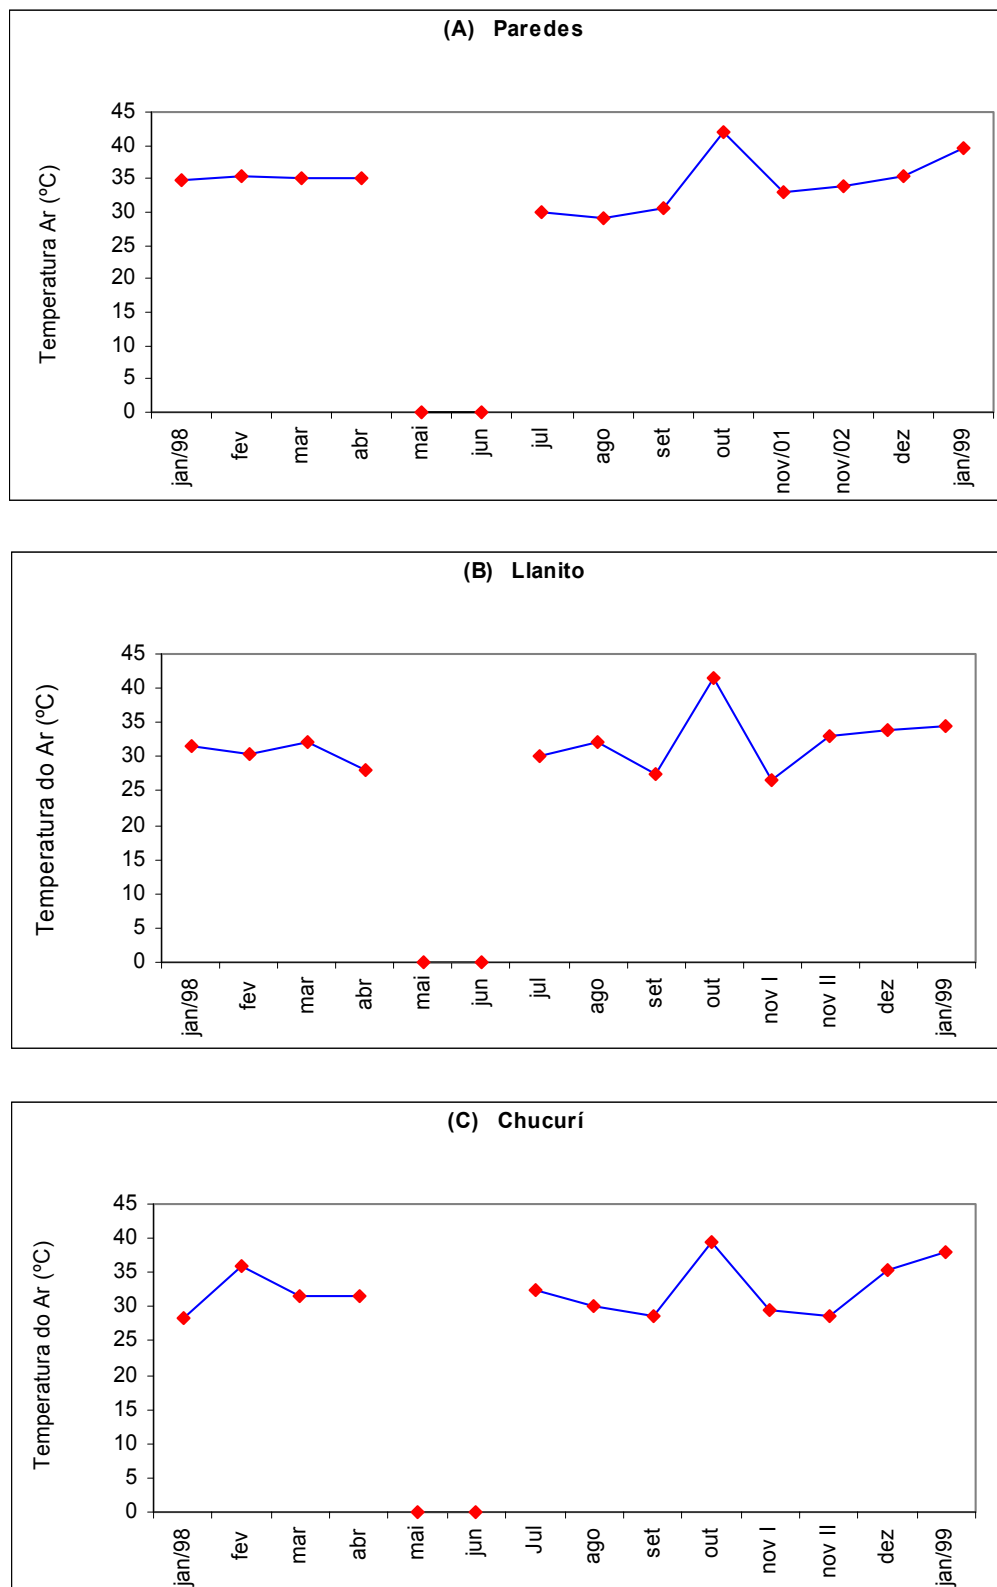 (A) Paredes
Temperatura Ar (ºC)
45
40
35
30
25
20
15
10
5
0
jan/98
fev
mar
abr
mai
jun
jul
ago
set
out
nov/01
nov/02
dez
jan/99
(B) Llanito
Temperatura do Ar (ºC)
45
40
35
30
25
20
15
10
5
0
jan/98
fev
mar
abr
mai
jun
jul
ago
set
out
nov I
nov II
dez
jan/99
(C) Chucurí
Temperatura do Ar (ºC)
45
40
35
30
25
20
15
10
5
0
jan/98
fev
mar
abr
mai
jun
Jul
ago
set
out
nov I
nov II
dez
jan/99